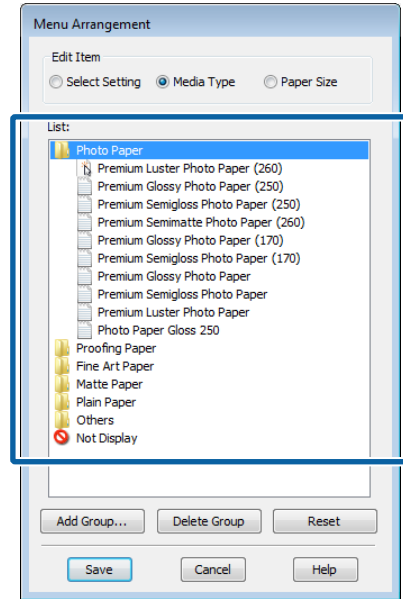 Menu Arrangement
Edit Item
Select Setting Media Type Paper Size
List:
Photo Paper
Premium Luster Photo Paper (260)
Premium Glossy Photo Paper (250)
Premium Semigloss Photo Paper (250)
Premium Semimatte Photo Paper (260)
Premium Glossy Photo Paper (170)
Premium Semigloss Photo Paper (170)
Premium Glossy Photo Paper
Premium Semigloss Photo Paper
Premium Luster Photo Paper
Photo Paper Gloss 250
Proofing Paper
Fine Art Paper
Matte Paper
Plain Paper
Others
Not Display
Add Group... Delete Group Reset
Save Cancel Help